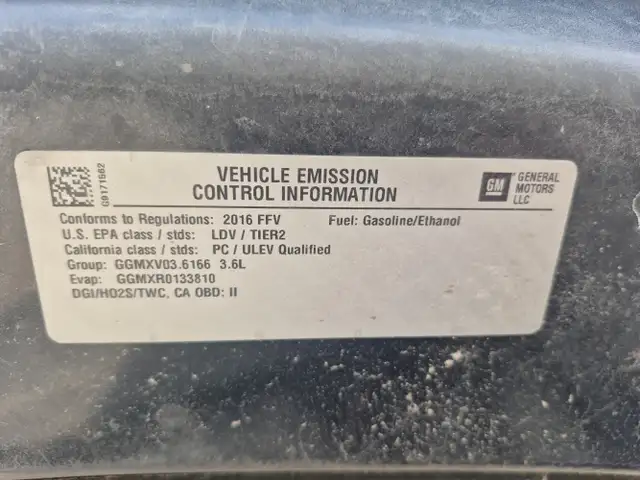 VEHICLE EMISSION
CONTROL INFORMATION
GM
GENERAL
MOTORS
LLC
G9171562
Conforms to Regulations: 2016 FFV Fuel: Gasoline/Ethanol
U.S. EPA class / stds: LDV / TIER2
California class / stds: PC / ULEV Qualified
Group: GGMXV03.6166 3.6L
Evap: GGMXR0133810
DGI/HO2S/TWC, CA OBD: II